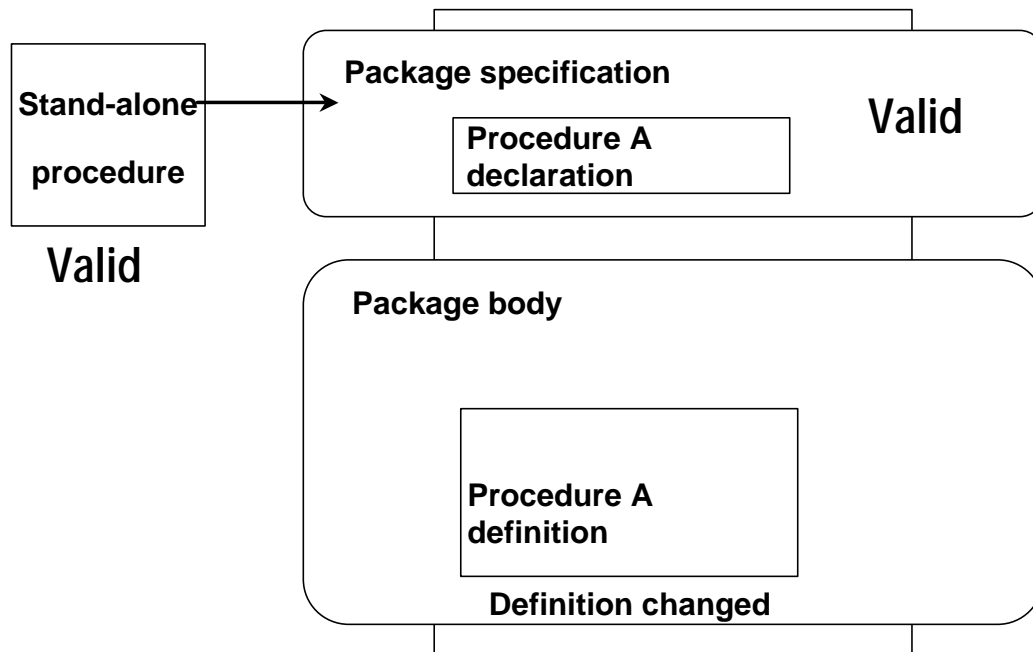 Stand-alone
procedure
Valid
Package specification
Procedure A
declaration
Valid
Package body
Procedure A
definition
Definition changed